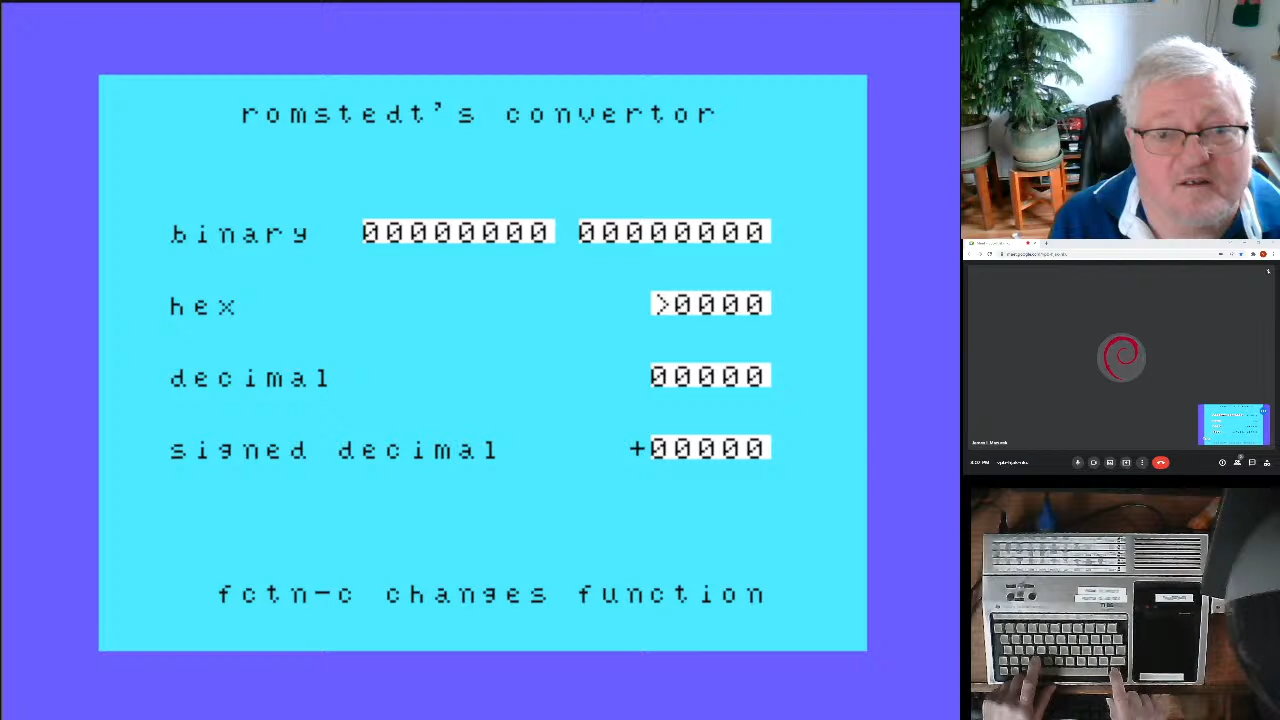 romstedt's convertor
binary 00000000 00000000
hex >0000
decimal 00000
signed decimal +00000
fctn-c changes function